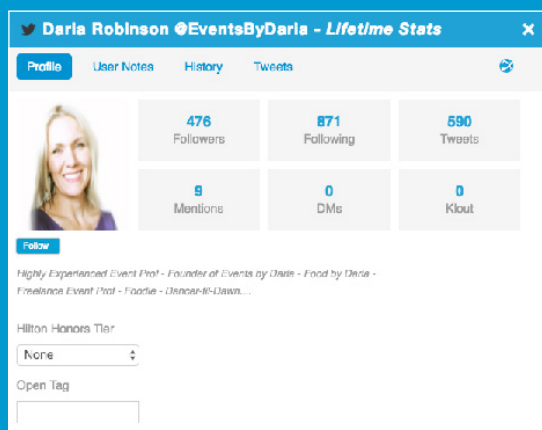 Daria Robinson @EventsByDaria - Lifetime Stats
Profile User Notes History Tweets
476 871 590
Followers Following Tweets
9 0 0
Mentions DMs Klout
Follow
Highly Experienced Event Prof - Founder of Events by Daria - Food by Daria -
Freelance Event Prof - Foodie - Dancer-til-Dawn....
Hilton Honors Tier
None
Open Tag